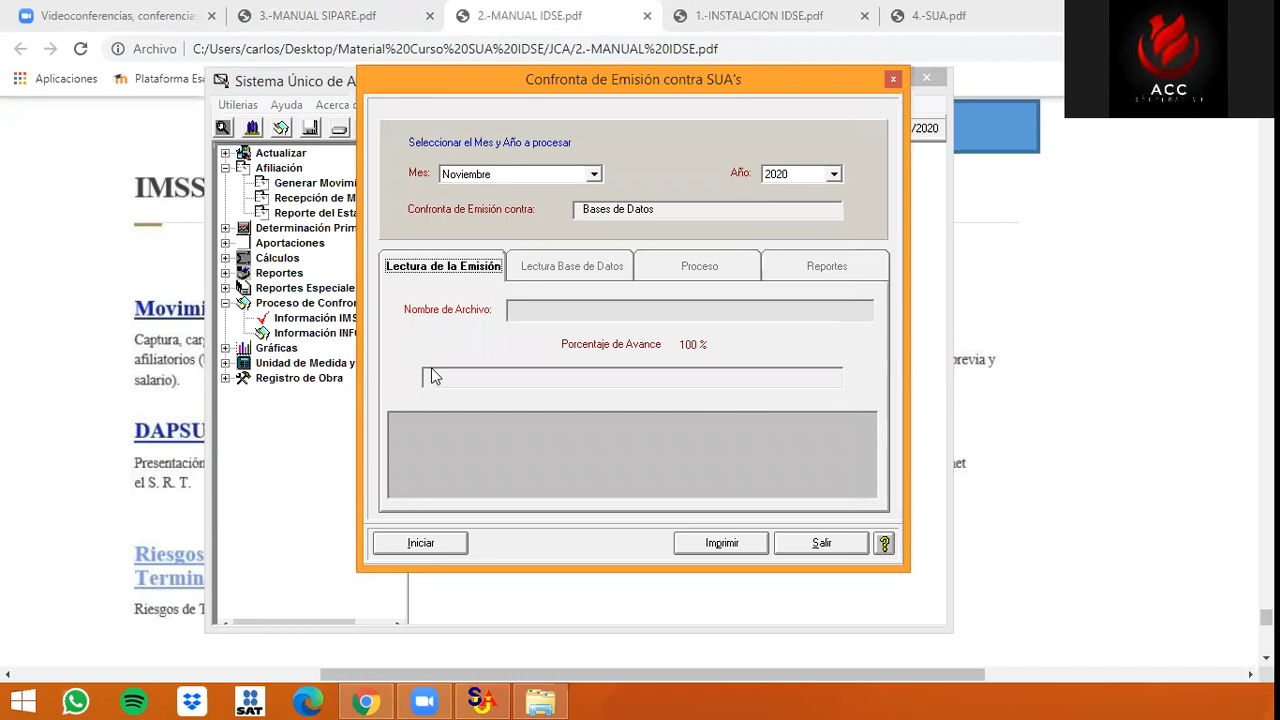 Videoconferencias, conferencia
3.-MANUAL SIPARE.pdf
2.-MANUAL IDSE.pdf
1.-INSTALACION IDSE.pdf
4.-SUA.pdf
Archivo
C:/Users/carlos/Desktop/Material%20Curso%20SUA%20IDSE/JCA/2.-MANUAL%20IDSE.pdf
Aplicaciones
Plataforma Es
ACC
Sistema Único de A
Confronta de Emisión contra SUA's
Utilerías
Ayuda
Acerca
/2020
Actualizar
Afiliación
Generar Movimi
Recepción de M
Reporte del Esta
Determinación Prim
Aportaciones
Cálculos
Reportes
Reportes Especiale
Proceso de Confron
Información IMS
Información INFO
Gráficas
Unidad de Medida y
Registro de Obra
Seleccionar el Mes y Año a procesar
Mes: Noviembre
Año: 2020
Confronta de Emisión contra: Bases de Datos
Lectura de la Emisión
Lectura Base de Datos
Proceso
Reportes
Nombre de Archivo:
Porcentaje de Avance 100 %
Iniciar
Imprimir
Salir
?
IMSS
Movimi
Captura, carg
afiliatorios (
previa y
salario).
DAPSU
Presentación
net
el S. R. T.
Riesgos
Termin
Riesgos de T
SAT